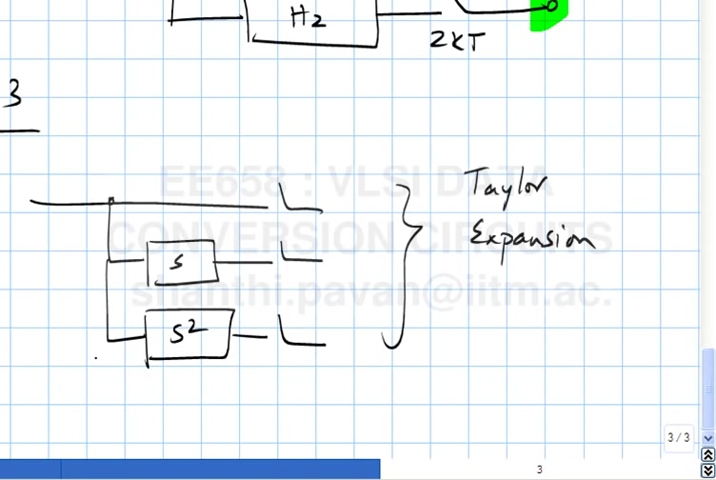 H2
2KT
3
EE658 : VLSI DATA
CONVERSION CIRCUITS
shanthi.pavan@iitm.ac.
Taylor
Expansion
s
S²
3 / 3
3